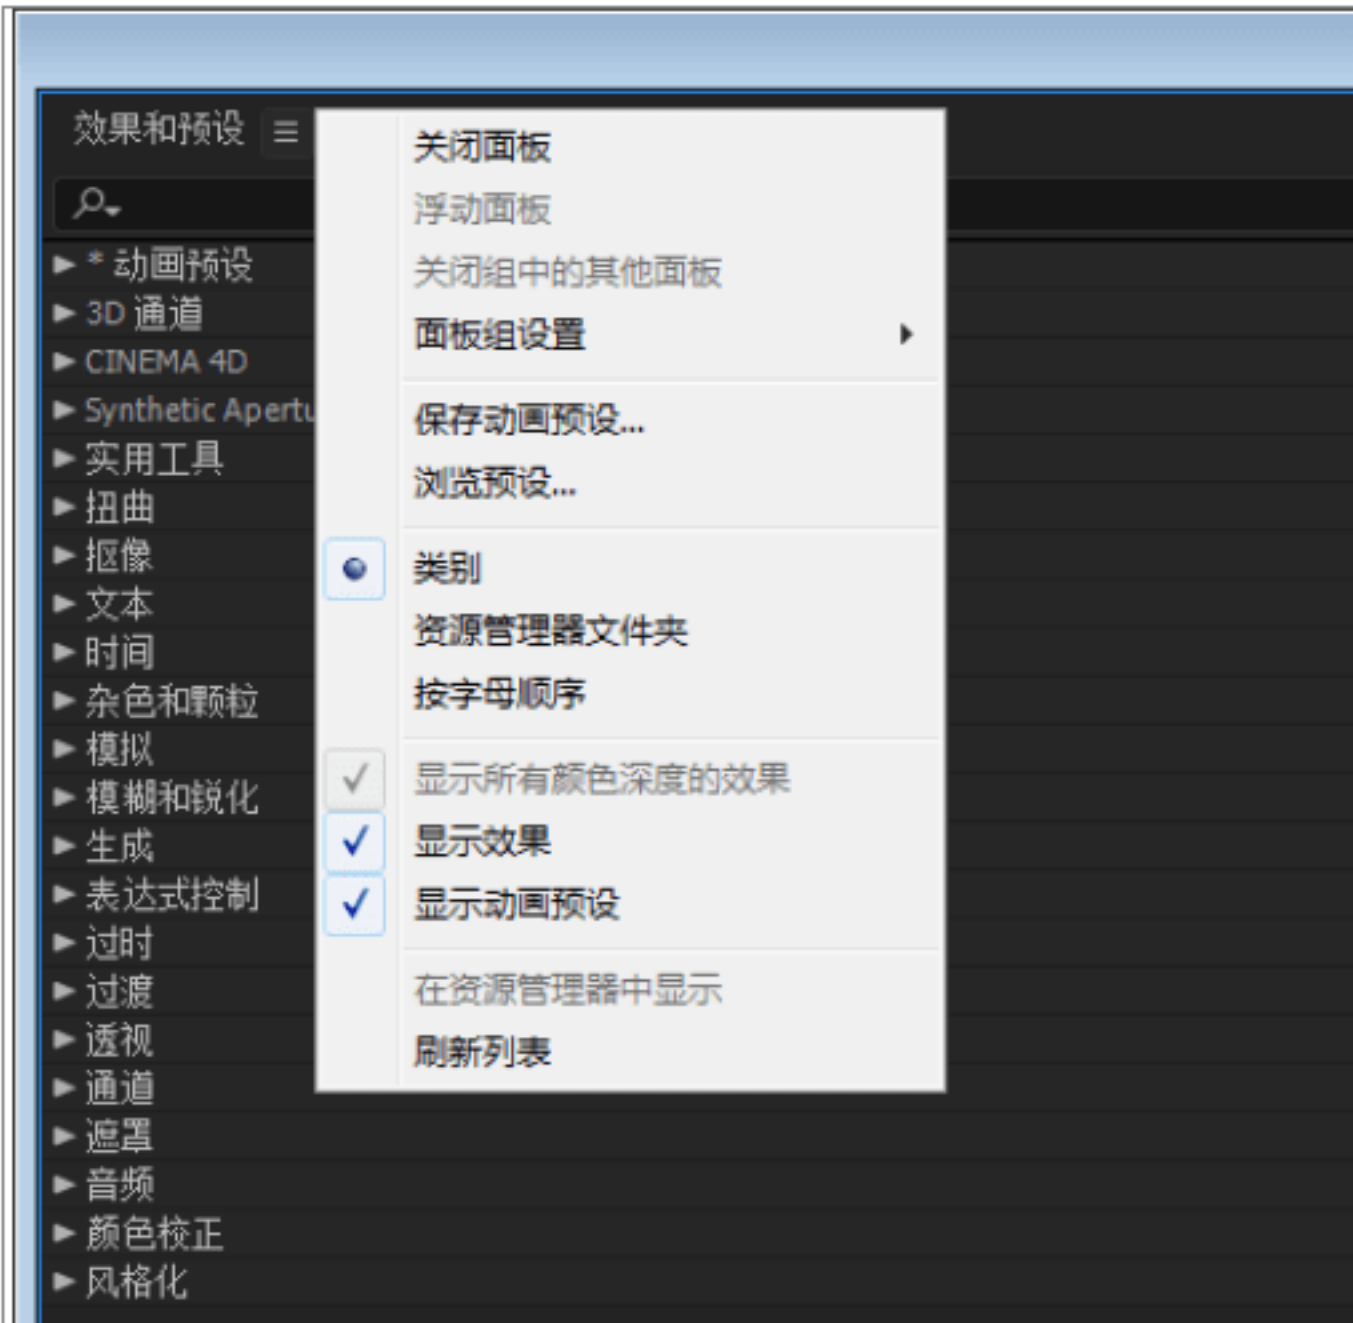 效果和预设
关闭面板
浮动面板
关闭组中的其他面板
面板组设置
保存动画预设...
浏览预设...
类别
资源管理器文件夹
按字母顺序
显示所有颜色深度的效果
显示效果
显示动画预设
在资源管理器中显示
刷新列表
* 动画预设
3D 通道
CINEMA 4D
Synthetic Apertu
实用工具
扭曲
抠像
文本
时间
杂色和颗粒
模拟
模糊和锐化
生成
表达式控制
过时
过渡
透视
通道
遮罩
音频
颜色校正
风格化